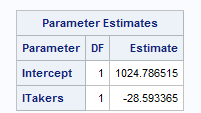 Parameter Estimates
Parameter DF Estimate
Intercept 1 1024.786515
ITakers 1 -28.593365